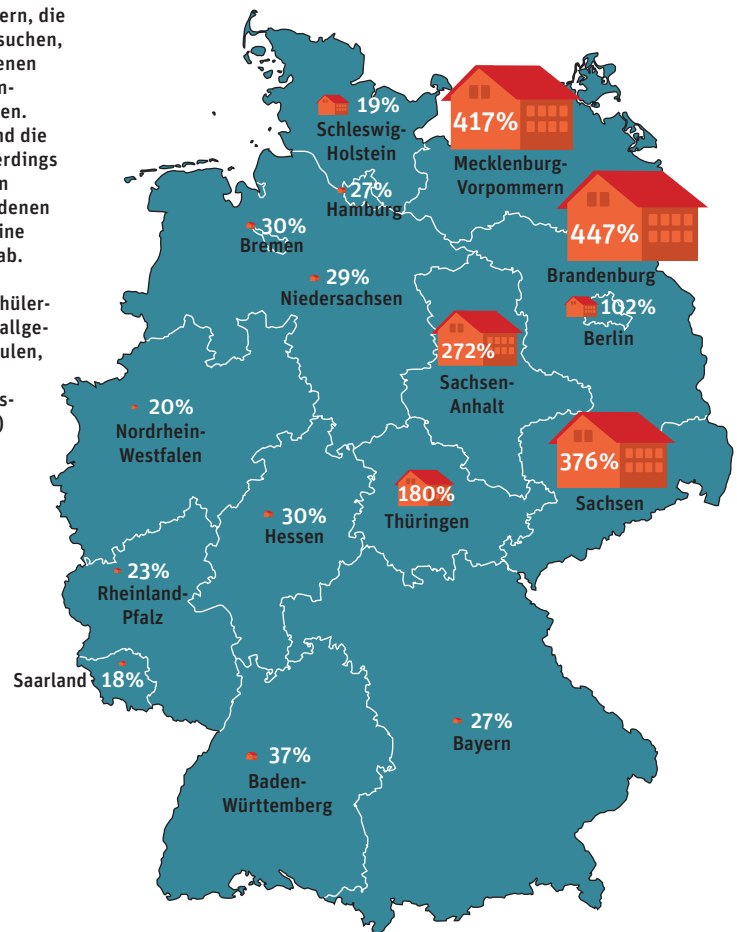 ern, die
suchen,
enen
n-
en.
nd die
erdings
n
denen
ine
ab.
hüler-
allge-
ulen,
s-
)
19%
Schleswig-
Holstein
417%
Mecklenburg-
Vorpommern
27%
Hamburg
30%
Bremen
447%
Brandenburg
29%
Niedersachsen
102%
Berlin
272%
Sachsen-
Anhalt
20%
Nordrhein-
Westfalen
376%
Sachsen
180%
Thüringen
30%
Hessen
23%
Rheinland-
Pfalz
Saarland 18%
27%
Bayern
37%
Baden-
Württemberg